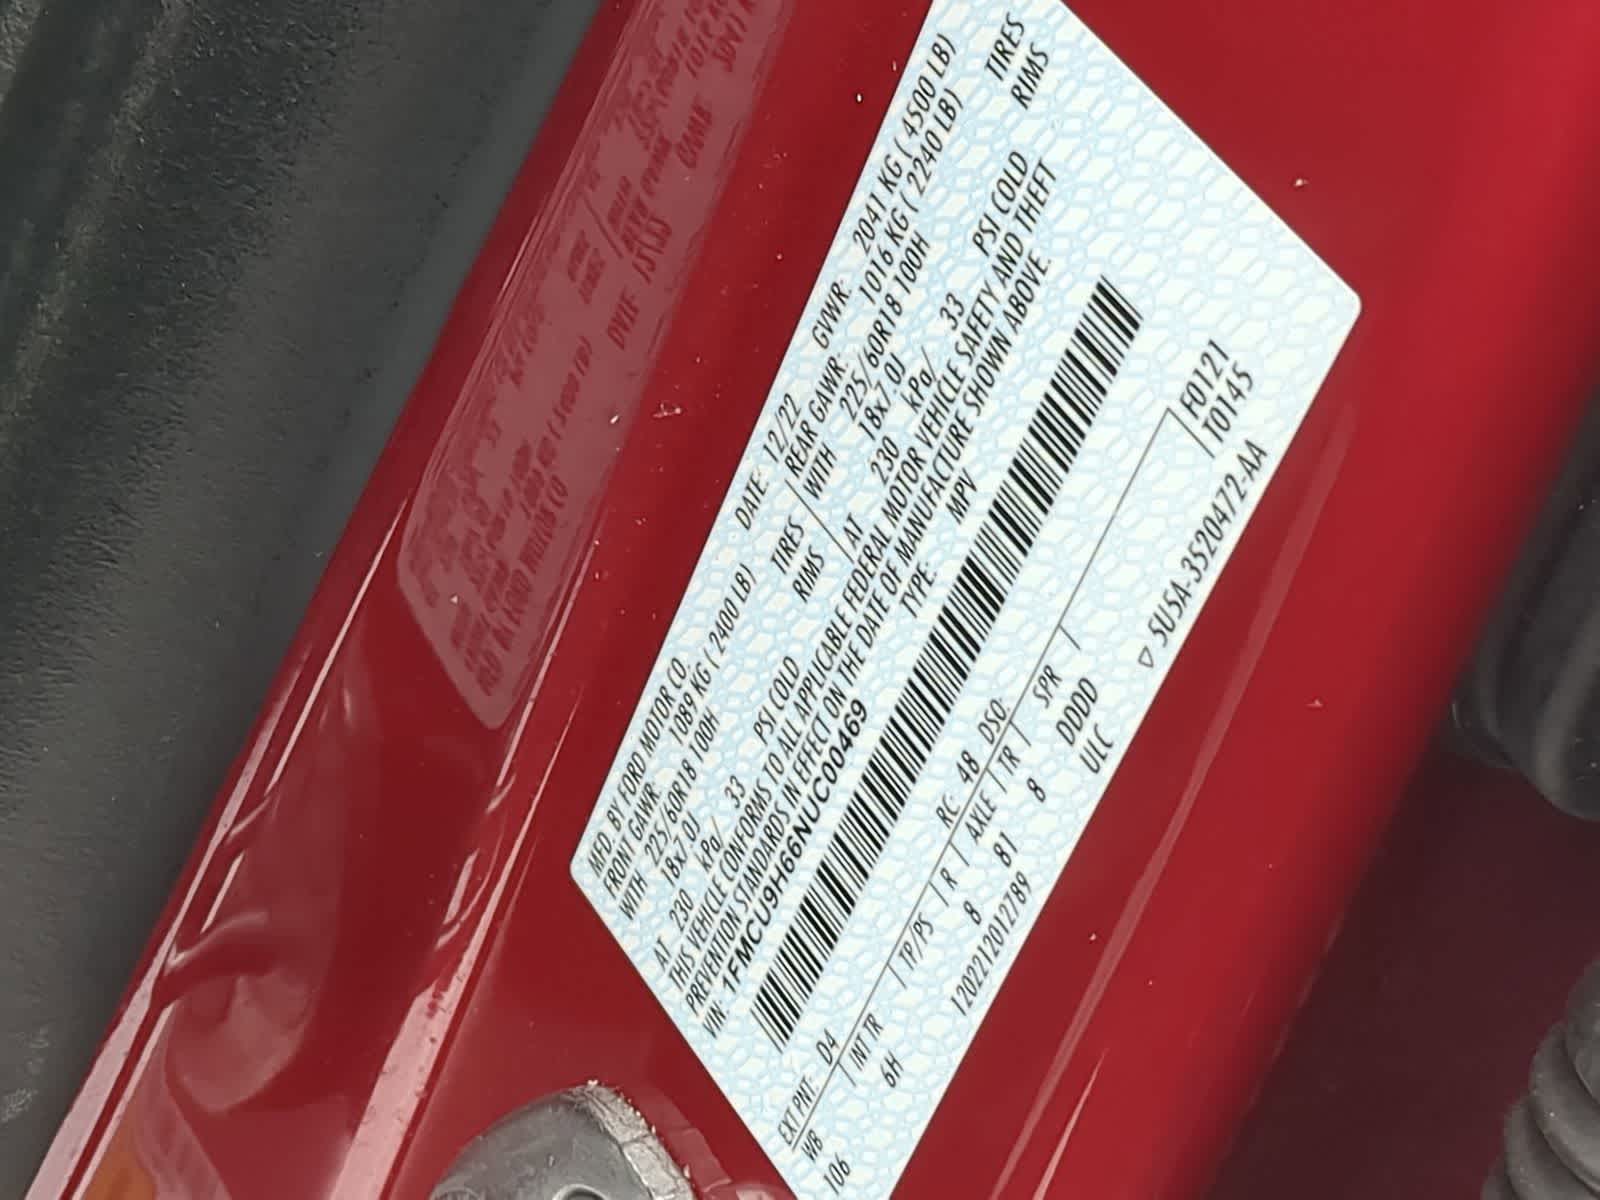 MFD. BY FORD MOTOR CO. DATE: 12/22 GVWR: 2041 KG ( 4500 LB)
FRONT GAWR: 1089 KG ( 2400 LB) REAR GAWR: 1016 KG ( 2240 LB)
WITH 225/60R18 100H TIRES WITH 225/60R18 100H TIRES
18x7.0J RIMS 18x7.0J RIMS
AT 230 kPa/ 33 PSI COLD AT 230 kPa/ 33 PSI COLD
THIS VEHICLE CONFORMS TO ALL APPLICABLE FEDERAL MOTOR VEHICLE SAFETY AND THEFT
PREVENTION STANDARDS IN EFFECT ON THE DATE OF MANUFACTURE SHOWN ABOVE.
VIN: 1FMCU9H66NUC00469 TYPE: MPV
EXT PNT: D4 RC: 48 DSO: F0121
WB INT TR TP/PS R AXLE TR SPR T0145
106 6H 8 81 8 DDDD
ULC
1202212012789 ▽ 5U5A-3520472-AA